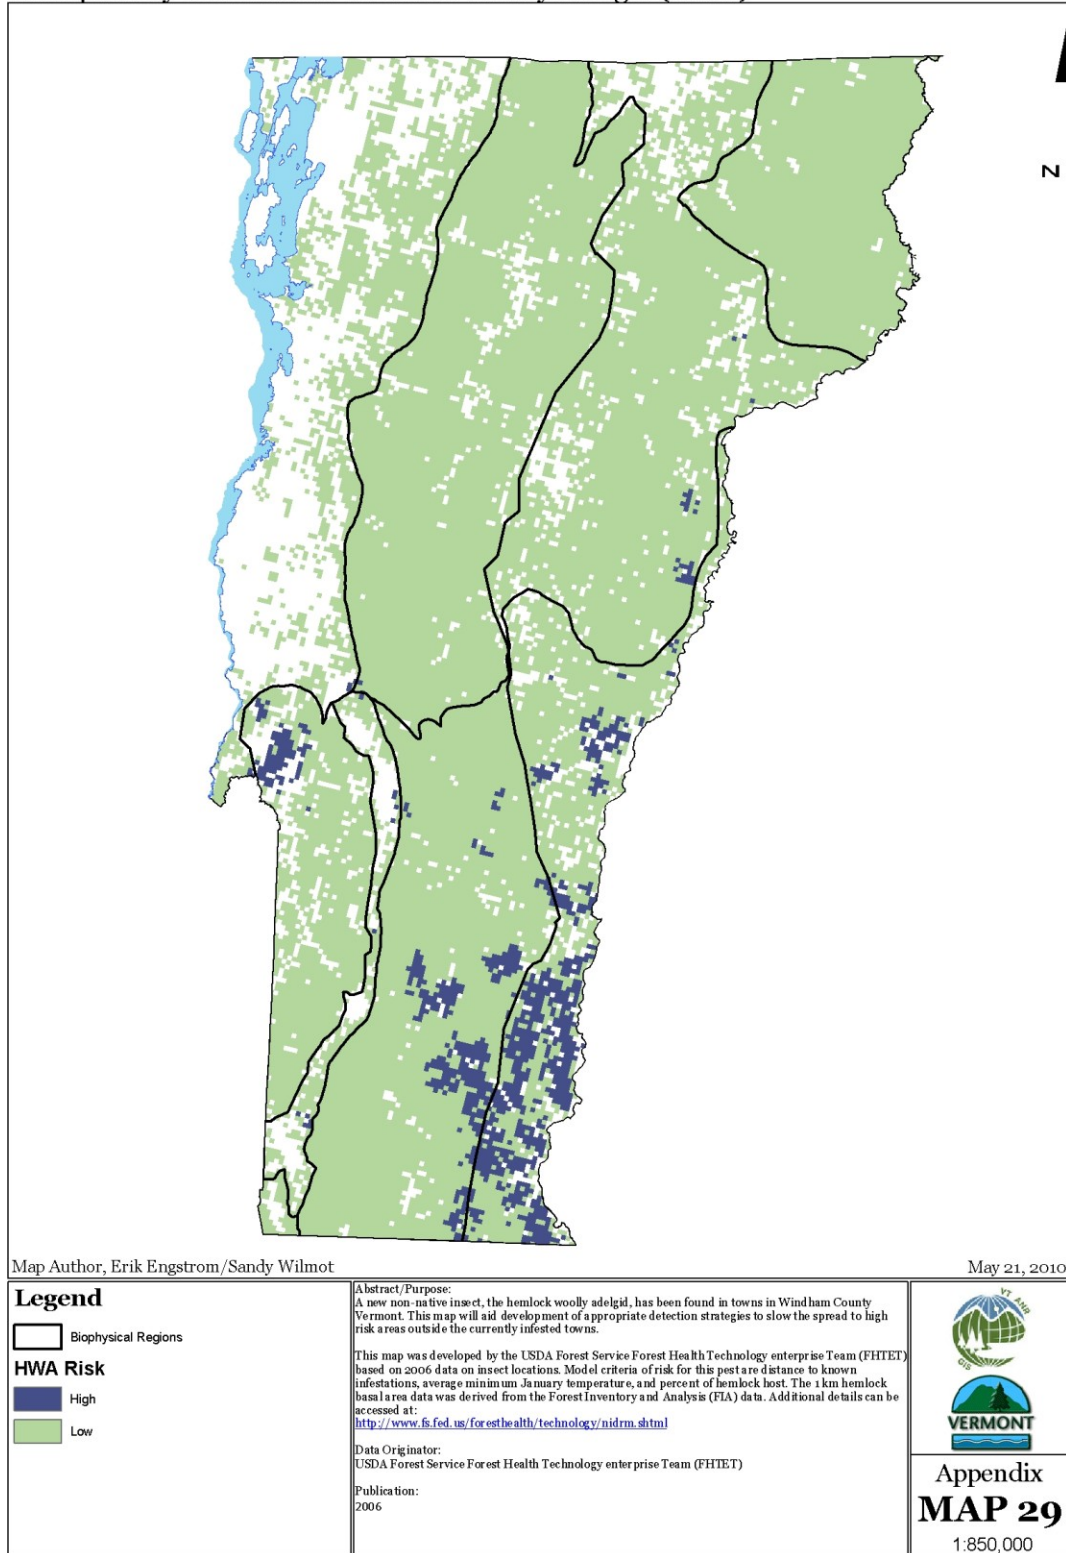 N
Map Author, Erik Engstrom/Sandy Wilmot
May 21, 2010
Legend
Biophysical Regions
HWA Risk
High
Low
Abstract/Purpose:
A new non-native insect, the hemlock woolly adelgid, has been found in towns in Windham County
Vermont. This map will aid development of appropriate detection strategies to slow the spread to high
risk areas outside the currently infested towns.
This map was developed by the USDA Forest Service Forest Health Technology enterprise Team (FHTET)
based on 2006 data on insect locations. Model criteria of risk for this pest are distance to known
infestations, average minimum January temperature, and percent of hemlock host. The 1 km hemlock
basal area data was derived from the Forest Inventory and Analysis (FIA) data. Additional details can be
accessed at:
http://www.fs.fed.us/foresthealth/technology/nidrm.shtml
Data Originator:
USDA Forest Service Forest Health Technology enterprise Team (FHTET)
Publication:
2006
VT ANR
GIS
VERMONT
Appendix
MAP 29
1:850,000